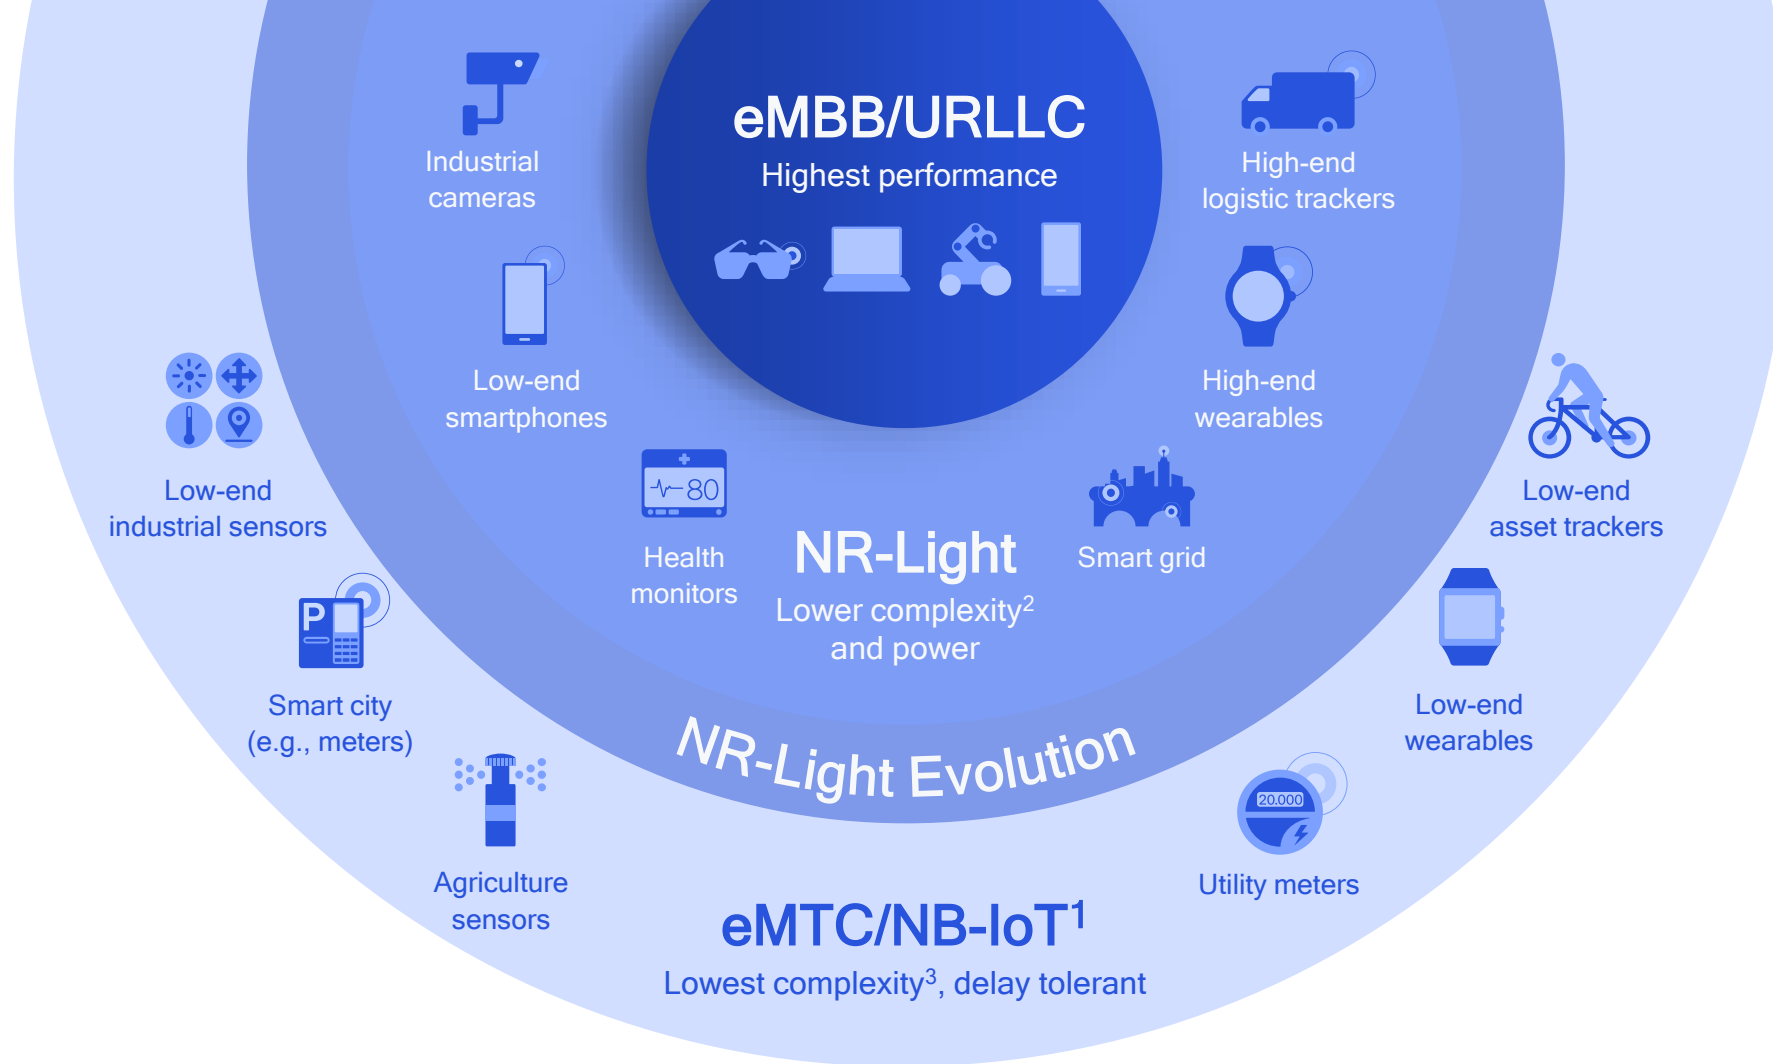 eMBB/URLLC
Highest performance
Industrial
cameras
High-end
logistic trackers
Low-end
smartphones
High-end
wearables
80
Health
monitors
Smart grid
NR-Light
Lower complexity²
and power
NR-Light Evolution
Low-end
industrial sensors
Low-end
asset trackers
P
Smart city
(e.g., meters)
Low-end
wearables
Agriculture
sensors
20.000
Utility meters
eMTC/NB-IoT¹
Lowest complexity³, delay tolerant